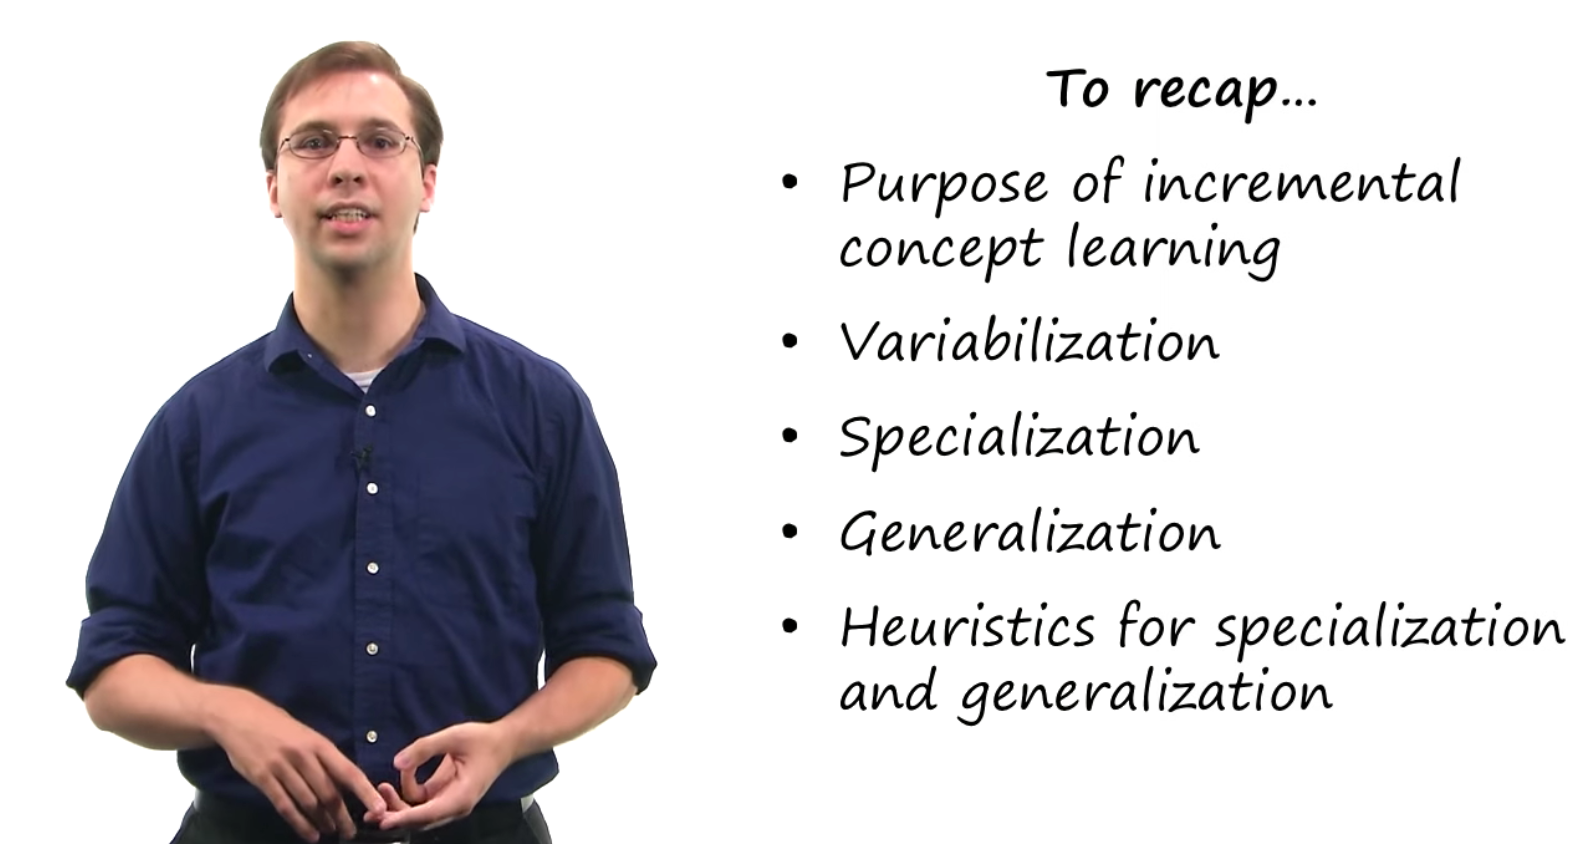 To recap...
• Purpose of incremental
concept learning
• Variabilization
• Specialization
• Generalization
• Heuristics for specialization
and generalization